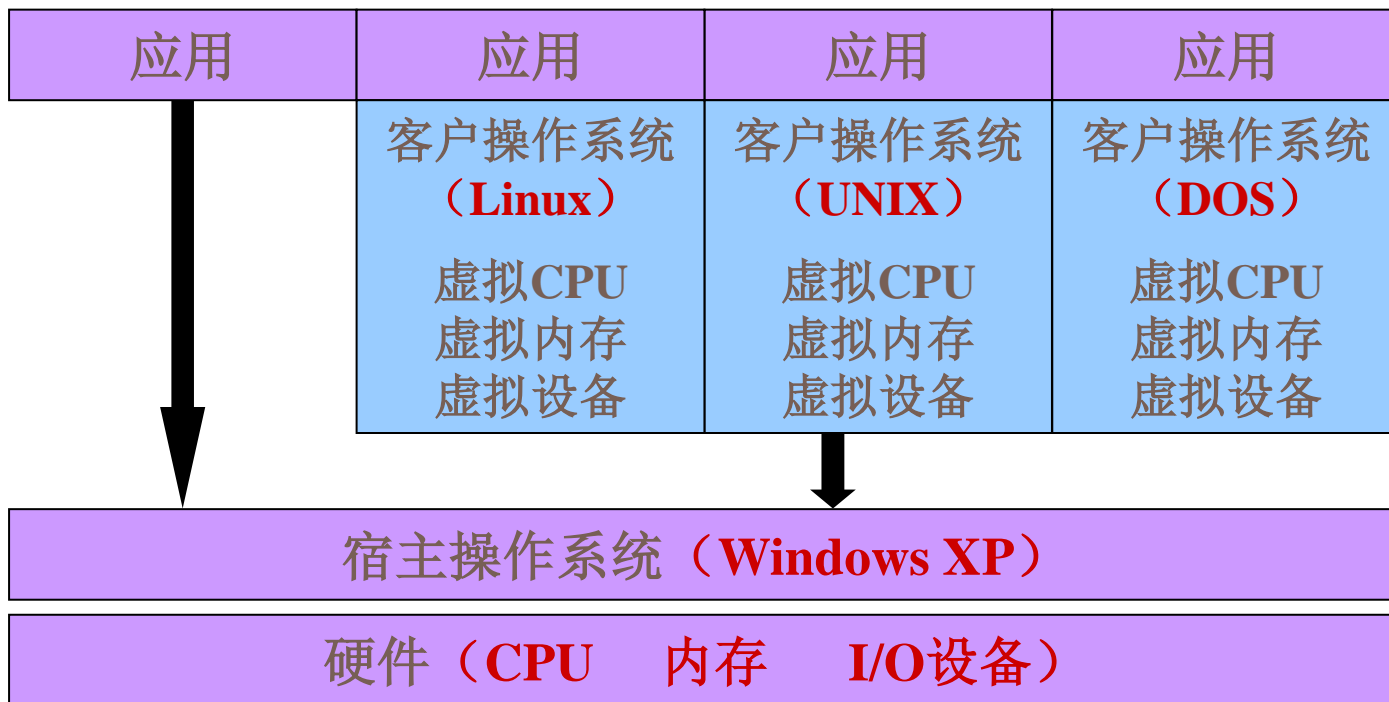 应用
应用
应用
应用
客户操作系统
（Linux）
虚拟CPU
虚拟内存
虚拟设备
客户操作系统
（UNIX）
虚拟CPU
虚拟内存
虚拟设备
客户操作系统
（DOS）
虚拟CPU
虚拟内存
虚拟设备
宿主操作系统（Windows XP）
硬件（CPU 内存 I/O设备）